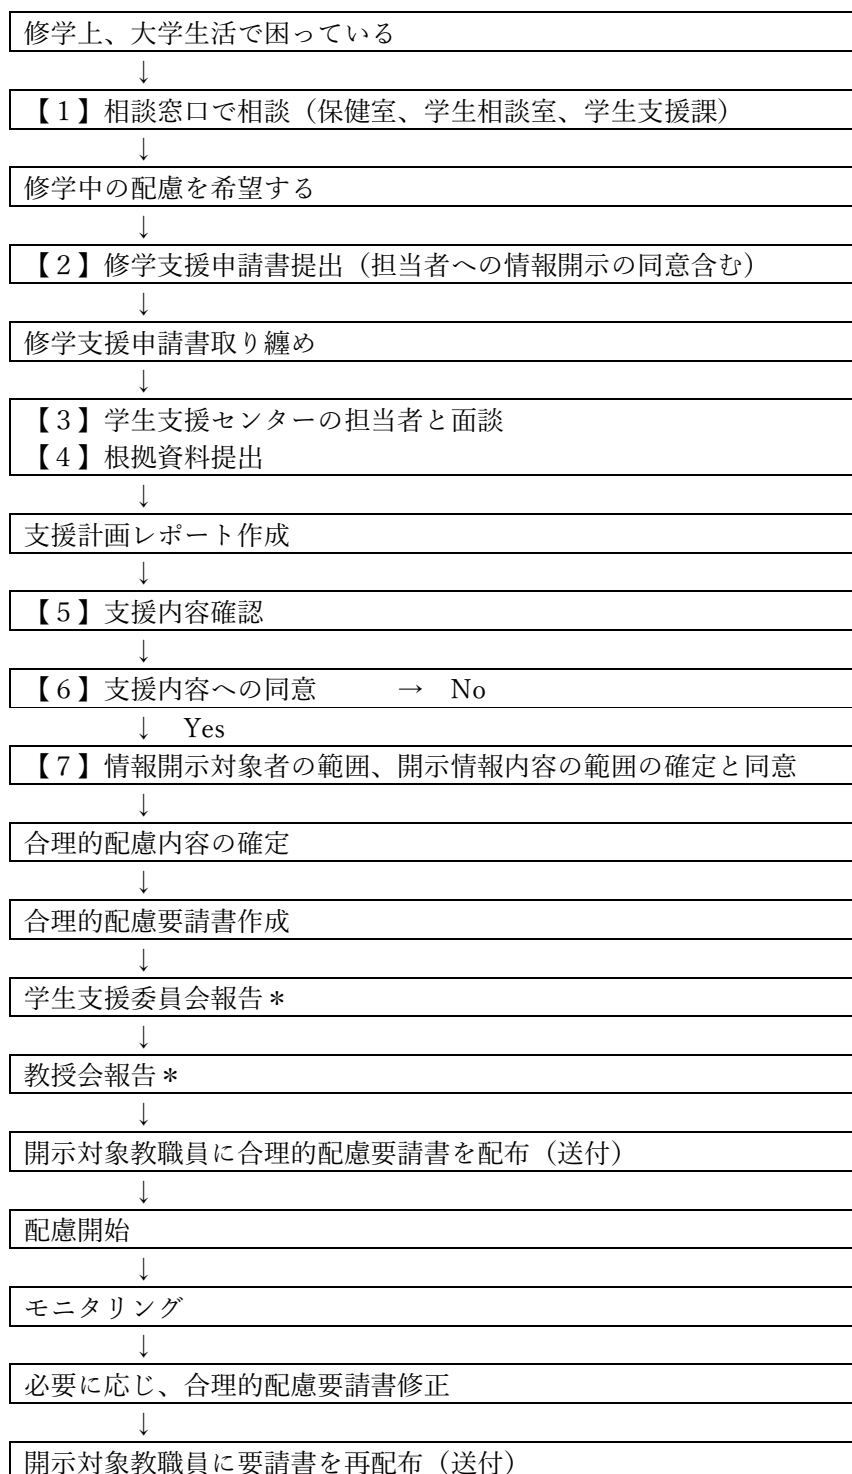 修学上、大学生活で困っている
↓
【１】相談窓口で相談（保健室、学生相談室、学生支援課）
↓
修学中の配慮を希望する
↓
【２】修学支援申請書提出（担当者への情報開示の同意含む）
↓
修学支援申請書取り纏め
↓
【３】学生支援センターの担当者と面談
【４】根拠資料提出
↓
支援計画レポート作成
↓
【５】支援内容確認
↓
【６】支援内容への同意　　　→　No
↓　Yes
【７】情報開示対象者の範囲、開示情報内容の範囲の確定と同意
↓
合理的配慮内容の確定
↓
合理的配慮要請書作成
↓
学生支援委員会報告＊
↓
教授会報告＊
↓
開示対象教職員に合理的配慮要請書を配布（送付）
↓
配慮開始
↓
モニタリング
↓
必要に応じ、合理的配慮要請書修正
↓
開示対象教職員に要請書を再配布（送付）